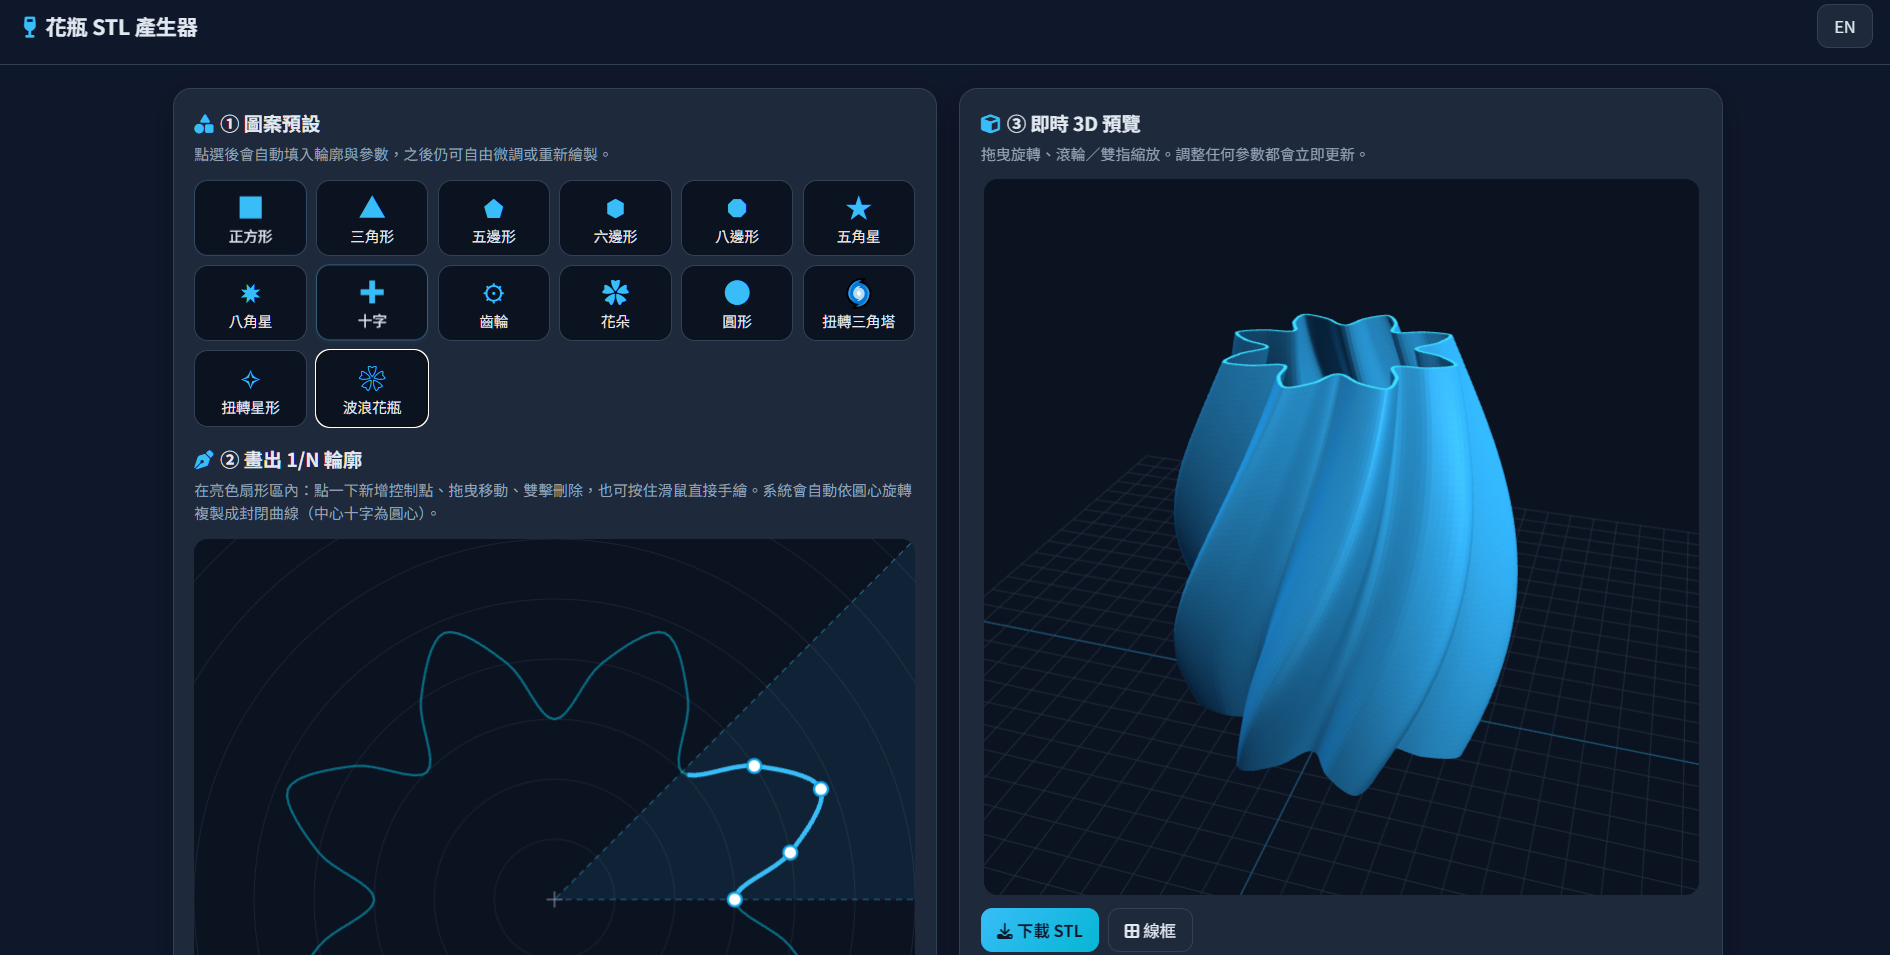 花瓶 STL 產生器
EN
① 圖案預設
點選後會自動填入輪廓與參數，之後仍可自由微調或重新繪製。
正方形
三角形
五邊形
六邊形
八邊形
五角星
八角星
十字
齒輪
花朵
圓形
扭轉三角塔
扭轉星形
波浪花瓶
② 畫出 1/N 輪廓
在亮色扇形區內：點一下新增控制點、拖曳移動、雙擊刪除，也可按住滑鼠直接手繪。系統會自動依圓心旋轉
複製成封閉曲線（中心十字為圓心）。
③ 即時 3D 預覽
拖曳旋轉、滾輪／雙指縮放。調整任何參數都會立即更新。
下載 STL
線框